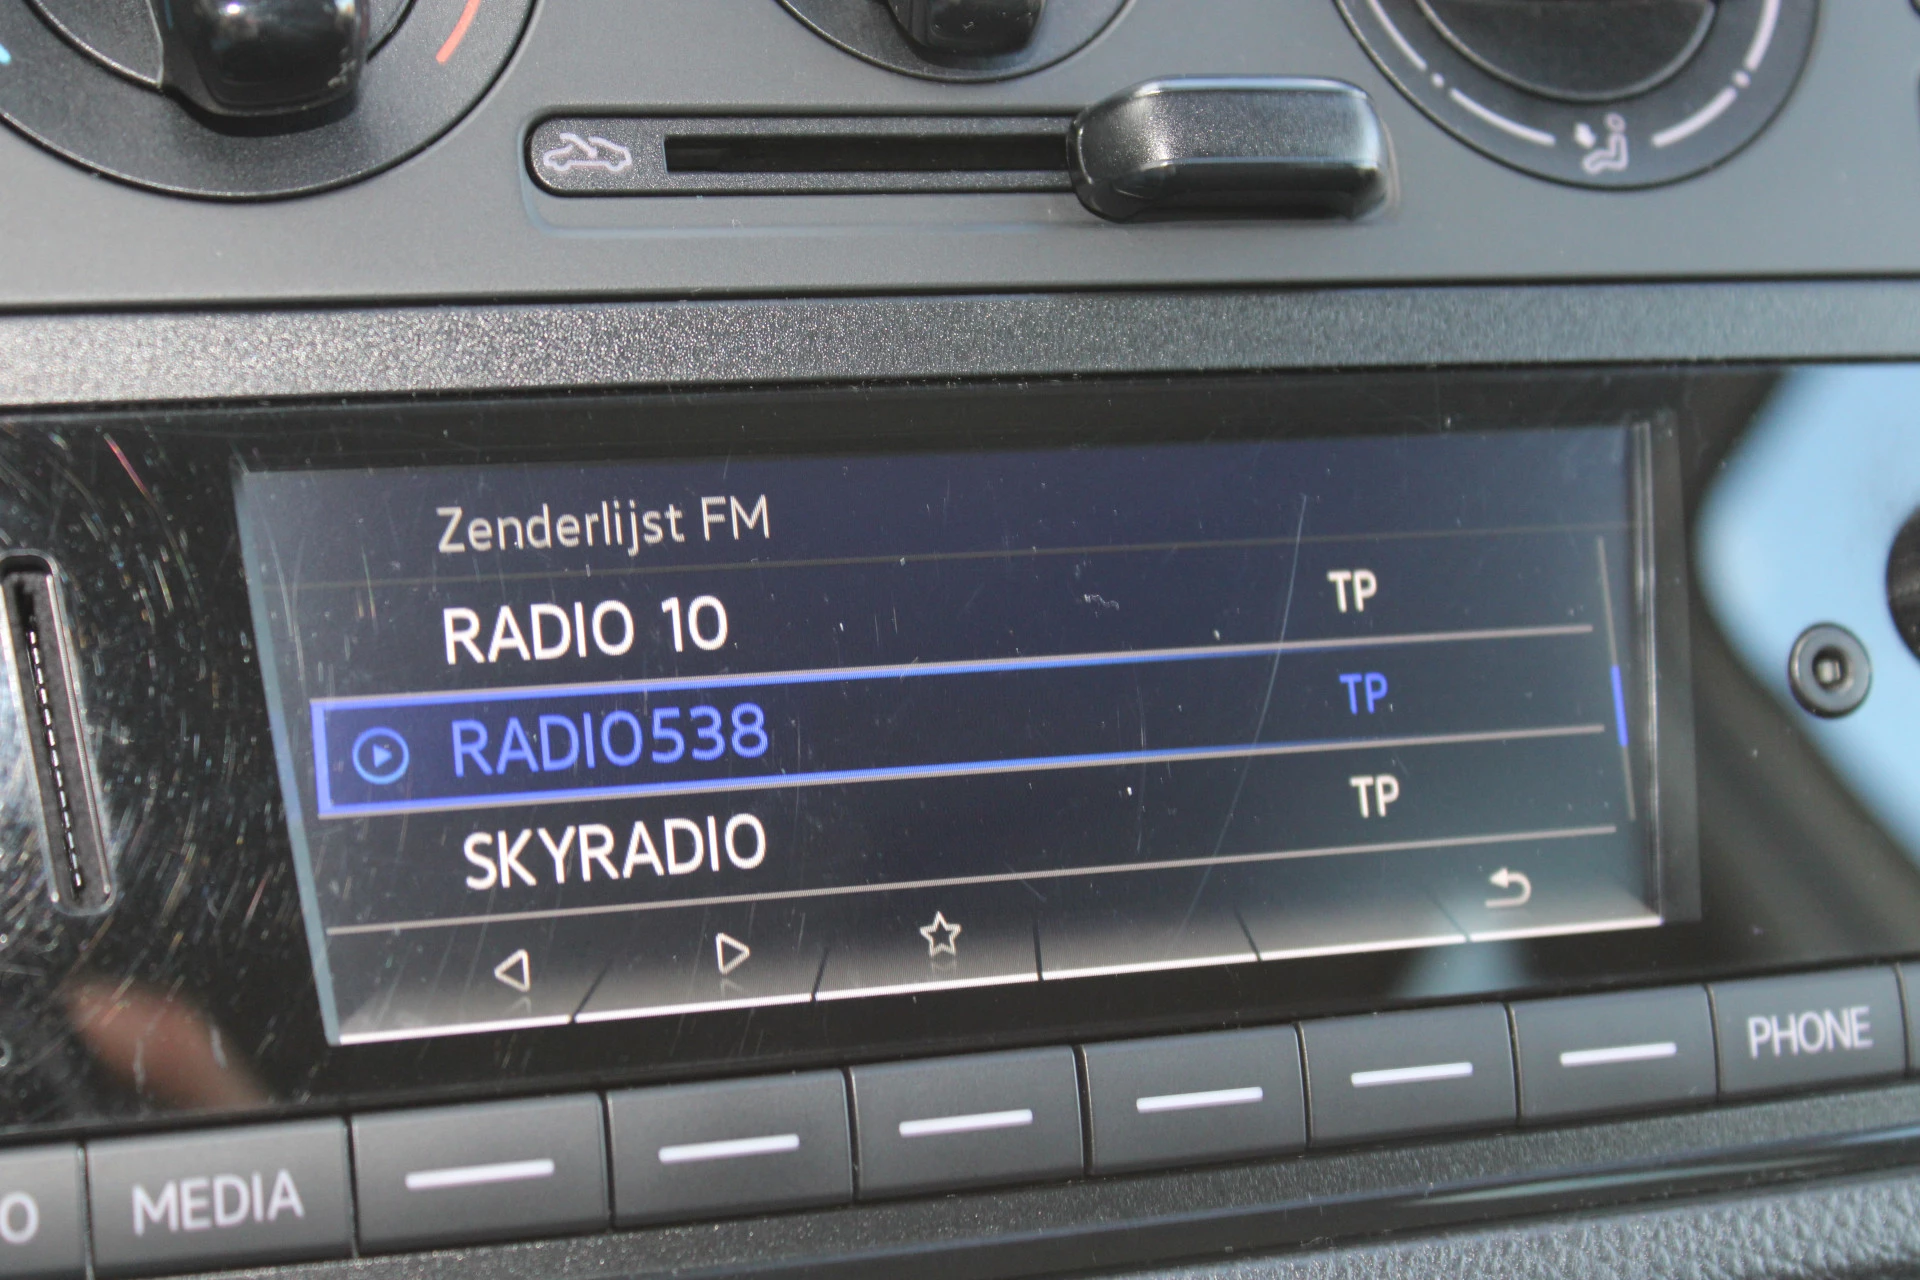 Zenderlijst FM
RADIO 10 TP
RADIO538 TP
SKYRADIO TP
O MEDIA PHONE